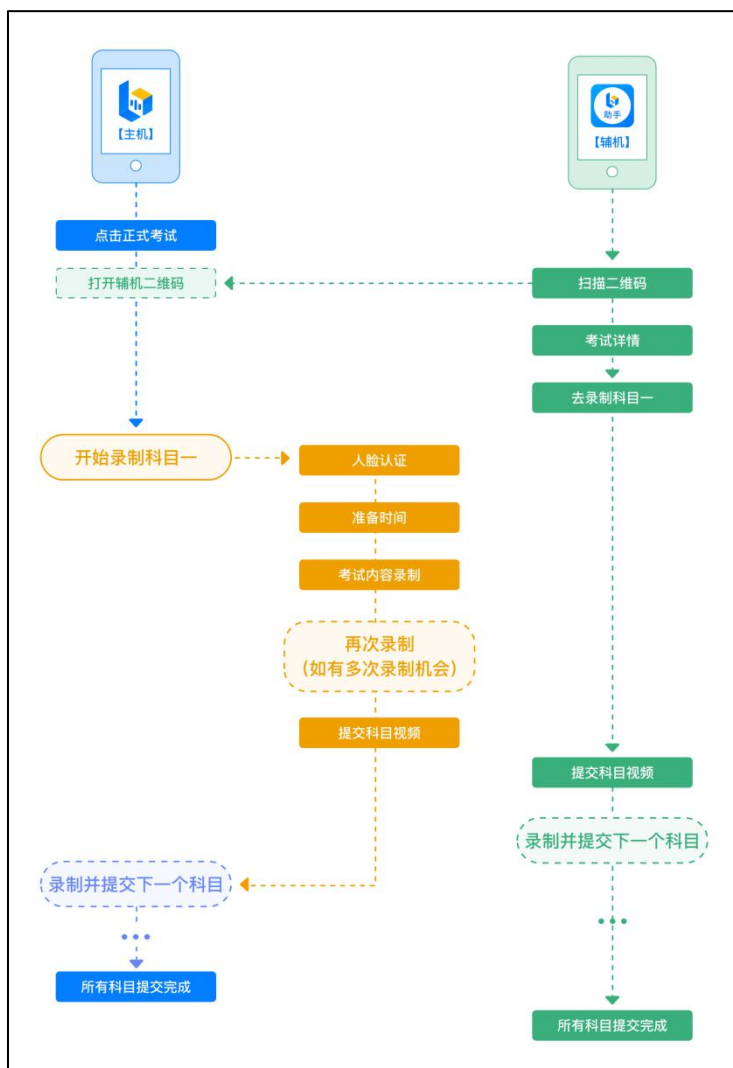 【主机】
助手
【辅机】
点击正式考试
打开辅机二维码
扫描二维码
考试详情
去录制科目一
开始录制科目一
人脸认证
准备时间
考试内容录制
再次录制
（如有多次录制机会）
提交科目视频
提交科目视频
录制并提交下一个科目
录制并提交下一个科目
所有科目提交完成
所有科目提交完成